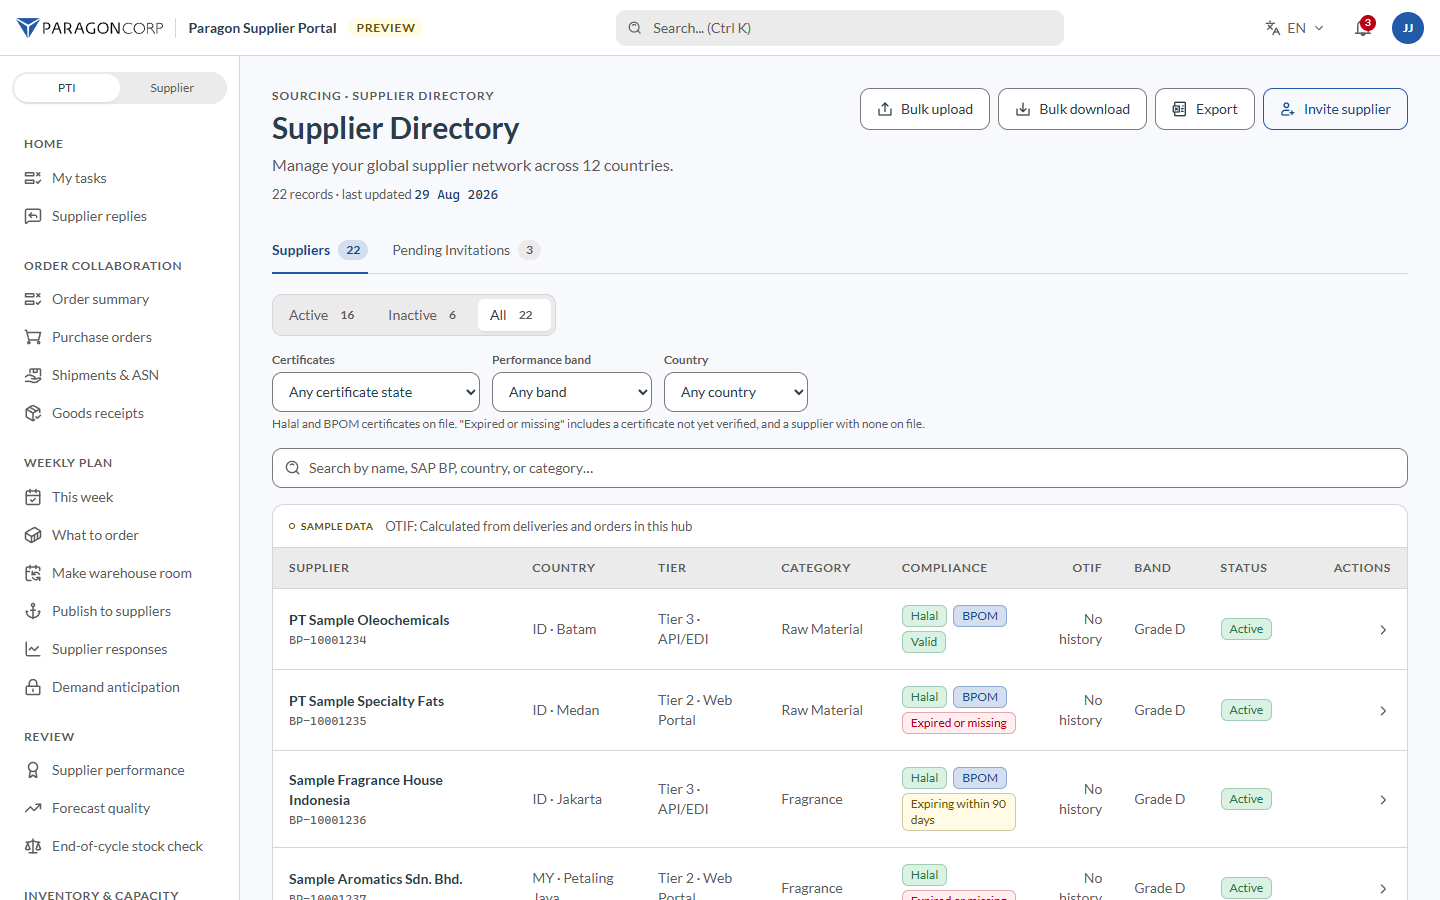 PARAGONCORP
Paragon Supplier Portal
PREVIEW
Search... (Ctrl K)
EN
3
JJ
PTI
Supplier
HOME
My tasks
Supplier replies
ORDER COLLABORATION
Order summary
Purchase orders
Shipments & ASN
Goods receipts
WEEKLY PLAN
This week
What to order
Make warehouse room
Publish to suppliers
Supplier responses
Demand anticipation
REVIEW
Supplier performance
Forecast quality
End-of-cycle stock check
INVENTORY & CAPACITY
SOURCING · SUPPLIER DIRECTORY
Supplier Directory
Manage your global supplier network across 12 countries.
22 records · last updated 29 Aug 2026
Bulk upload
Bulk download
Export
Invite supplier
Suppliers 22
Pending Invitations 3
Active 16
Inactive 6
All 22
Certificates
Performance band
Country
Any certificate state
Any band
Any country
Halal and BPOM certificates on file. "Expired or missing" includes a certificate not yet verified, and a supplier with none on file.
Search by name, SAP BP, country, or category...
SAMPLE DATA OTIF: Calculated from deliveries and orders in this hub
SUPPLIER COUNTRY TIER CATEGORY COMPLIANCE OTIF BAND STATUS ACTIONS
PT Sample Oleochemicals
BP-10001234
ID · Batam
Tier 3 ·
API/EDI
Raw Material
Halal BPOM
Valid
No
history
Grade D
Active
PT Sample Specialty Fats
BP-10001235
ID · Medan
Tier 2 · Web
Portal
Raw Material
Halal BPOM
Expired or missing
No
history
Grade D
Active
Sample Fragrance House
Indonesia
BP-10001236
ID · Jakarta
Tier 3 ·
API/EDI
Fragrance
Halal BPOM
Expiring within 90
days
No
history
Grade D
Active
Sample Aromatics Sdn. Bhd.
BP-10001237
MY · Petaling
Jaya
Tier 2 · Web
Portal
Fragrance
Halal
Expired or missing
No
history
Grade D
Active